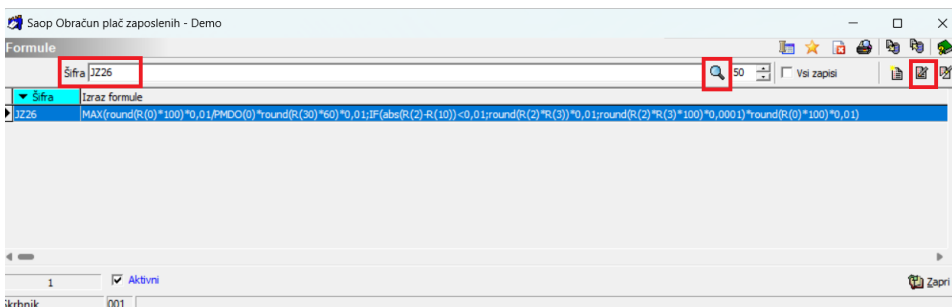 Saop Obračun plač zaposlenih - Demo
Formule
Šifra JZ26 50 Vsi zapisi
Šifra Izraz formule
JZ26 MAX(round(R(0)*100)*0,01/PMDO(0)*round(R(30)*60)*0,01;IF(abs(R(2)-R(10))<0,01;round(R(2)*R(3))*0,01;round(R(2)*R(3)*100)*0,0001)*round(R(0)*100)*0,01)
1 Aktivni Zapri
Skrbnik 001